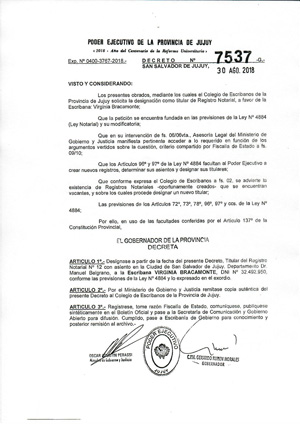 PODER EJECUTIVO DE LA PROVINCIA DE JUJUY
"2018 - Año del Centenario de la Reforma Universitaria"
Exp. Nº 0400-3767-2018.- DECRETO Nº 7537 -G.-
SAN SALVADOR DE JUJUY, 30 AGO. 2018
VISTO Y CONSIDERANDO:
Que los presentes obrados, mediante los cuales el Colegio de Escribanos de la
Provincia de Jujuy solicita la designación como titular de Registro Notarial, a favor de la
Escribana: Virginia Bracamonte;
Que la petición se encuentra fundada en las previsiones de la Ley Nº 4884
(Ley Notarial) y su modificatoria;
Que en su intervención de fs. 06/06vta., Asesoría Legal del Ministerio de
Gobierno y Justicia manifiesta pertinente acceder a lo requerido en función de los
argumentos vertidos sobre la cuestión, criterio compartido por Fiscalía de Estado a fs.
09/10;
Que los Artículos 96º y 97º de la Ley Nº 4884 facultan al Poder Ejecutivo a
crear nuevos registros, determinar sus asientos y designar sus titulares;
Que conforme expresa el Colegio de Escribanos a fs. 02, se advierte la
existencia de Registros Notariales -oportunamente creados- que se encuentran
vacantes, y sobre los cuales procede designar un nuevo titular;
Las previsiones de los Artículos 72º, 73º, 78º, 96º, 97º y ccs. de la Ley Nº
4884;
Por ello, en uso de las facultades conferidas por el Artículo 137º de la
Constitución Provincial,
EL GOBERNADOR DE LA PROVINCIA
DECRETA
ARTÍCULO 1º.- Desígnase a partir de la fecha del presente Decreto, Titular del Registro
Notarial Nº 12 con asiento en la Ciudad de San Salvador de Jujuy, Departamento Dr.
Manuel Belgrano, a la Escribana VIRGINIA BRACAMONTE, DNI Nº 32.492.950,
conforme las previsiones de la Ley Nº 4884 y lo expresado en el exordio.
ARTÍCULO 2º.- Por el Ministerio de Gobierno y Justicia remítase copia autentica del
presente Decreto al Colegio de Escribanos de la Provincia de Jujuy.
ARTÍCULO 3º.- Regístrese, tome razón Fiscalía de Estado, comuníquese, publíquese
sintéticamente en el Boletín Oficial y pase a la Secretaría de Comunicación y Gobierno
Abierto para difusión. Cumplido, pase a Escribanía de Gobierno para conocimiento y
posterior remisión al archivo.-
PODER EJECUTIVO
JUJUY
OSCAR AGUSTIN PERASSI
Ministro de Gobierno y Justicia
C.P.N. GERARDO RUBEN MORALES
GOBERNADOR